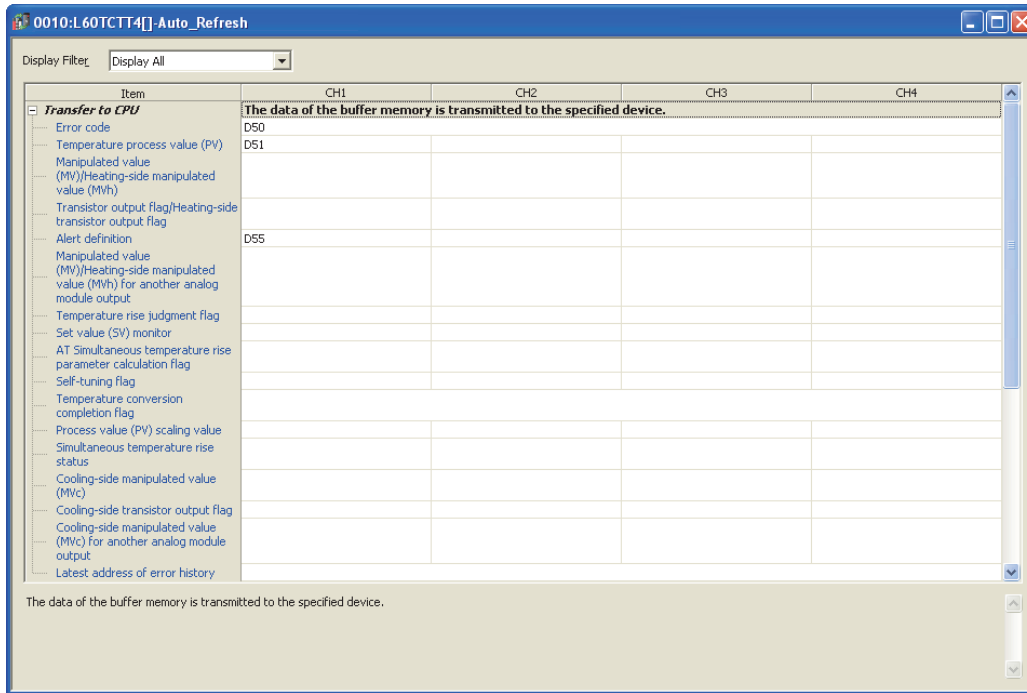 0010:L60TCTT4[]-Auto_Refresh
Display Filter Display All
Item CH1 CH2 CH3 CH4
Transfer to CPU The data of the buffer memory is transmitted to the specified device.
Error code D50
Temperature process value (PV) D51
Manipulated value
(MV)/Heating-side manipulated
value (MVh)
Transistor output flag/Heating-side
transistor output flag
Alert definition D55
Manipulated value
(MV)/Heating-side manipulated
value (MVh) for another analog
module output
Temperature rise judgment flag
Set value (SV) monitor
AT Simultaneous temperature rise
parameter calculation flag
Self-tuning flag
Temperature conversion
completion flag
Process value (PV) scaling value
Simultaneous temperature rise
status
Cooling-side manipulated value
(MVc)
Cooling-side transistor output flag
Cooling-side manipulated value
(MVc) for another analog module
output
Latest address of error history
The data of the buffer memory is transmitted to the specified device.